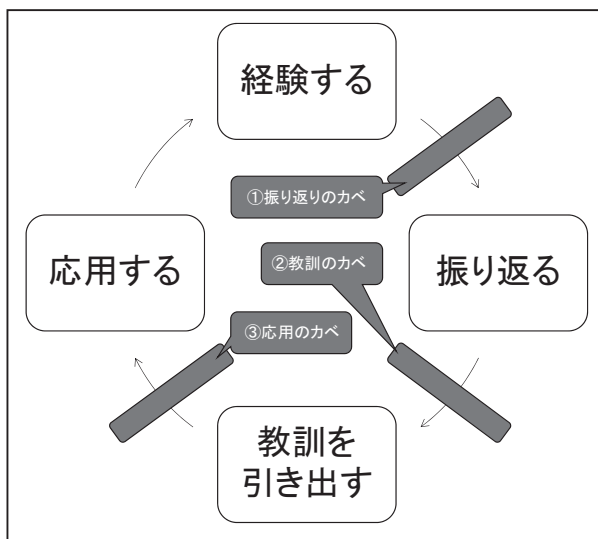 経験する
①振り返りのカベ
応用する
②教訓のカベ
振り返る
③応用のカベ
教訓を
引き出す